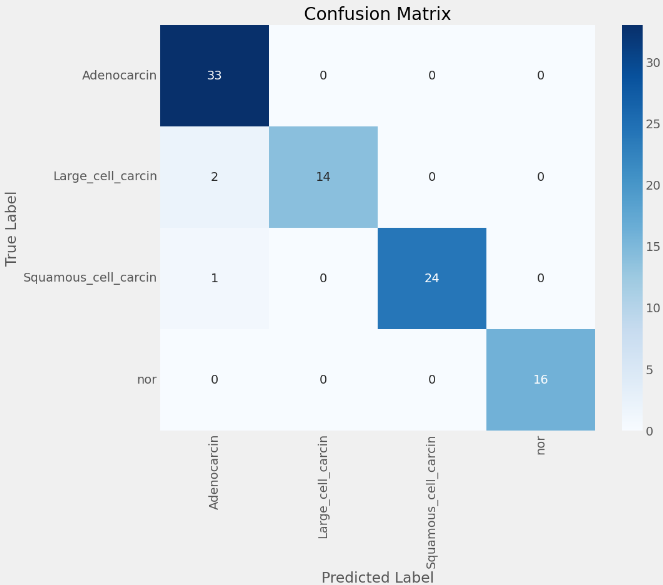 Confusion Matrix
True Label
Adenocarcin 33 0 0 0
Large_cell_carcin 2 14 0 0
Squamous_cell_carcin 1 0 24 0
nor 0 0 0 16
Adenocarcin
Large_cell_carcin
Squamous_cell_carcin
nor
Predicted Label
30
25
20
15
10
5
0